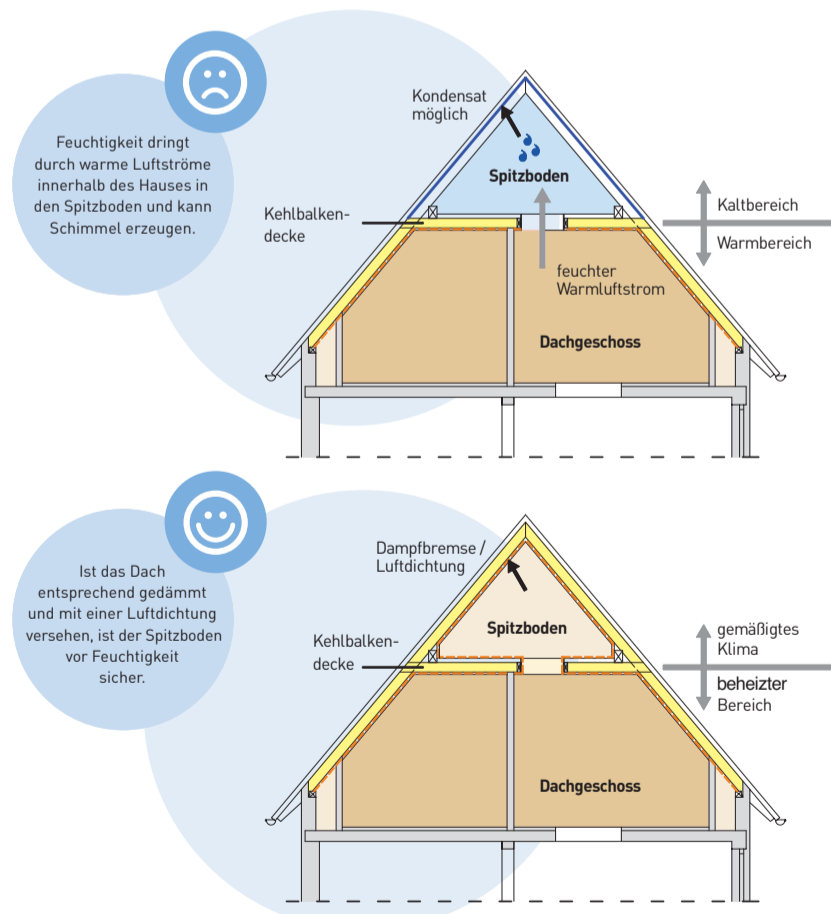 Feuchtigkeit dringt
durch warme Luftströme
innerhalb des Hauses in
den Spitzboden und kann
Schimmel erzeugen.
Kondensat
möglich
Spitzboden
Kehlbalken-
decke
Kaltbereich
Warmbereich
feuchter
Warmluftstrom
Dachgeschoss
Ist das Dach
entsprechend gedämmt
und mit einer Luftdichtung
versehen, ist der Spitzboden
vor Feuchtigkeit
sicher.
Dampfbremse /
Luftdichtung
Spitzboden
Kehlbalken-
decke
gemäßigtes
Klima
beheizter
Bereich
Dachgeschoss